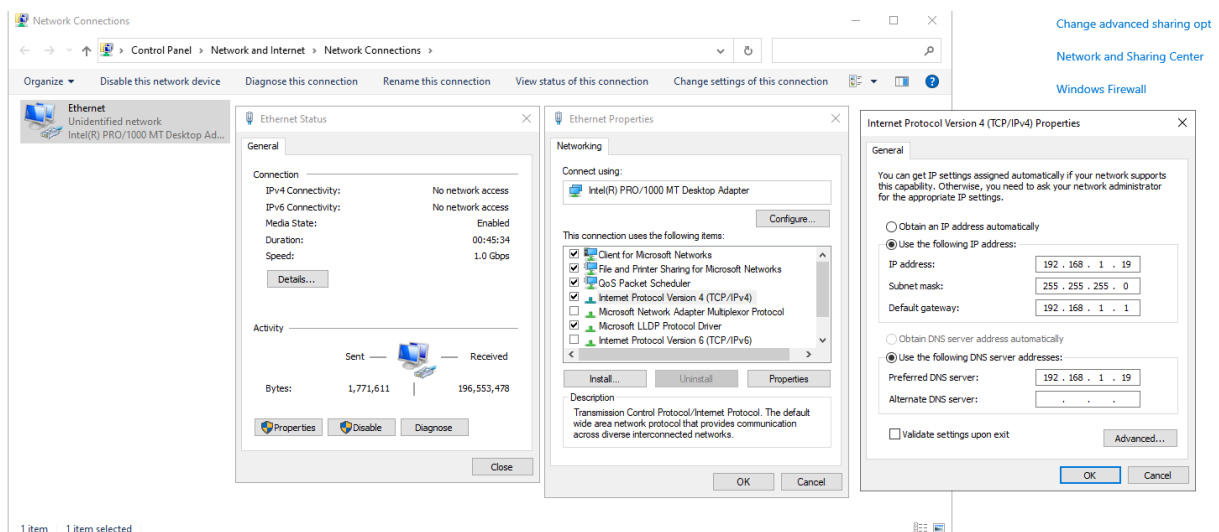 Network Connections
Control Panel > Network and Internet > Network Connections >
Organize Disable this network device Diagnose this connection Rename this connection View status of this connection Change settings of this connection
Ethernet
Unidentified network
Intel(R) PRO/1000 MT Desktop Ad...
1 item 1 item selected
Ethernet Status
General
Connection
IPv4 Connectivity: No network access
IPv6 Connectivity: No network access
Media State: Enabled
Duration: 00:45:34
Speed: 1.0 Gbps
Details...
Activity
Sent — — Received
Bytes: 1,771,611 196,553,478
Properties Disable Diagnose
Close
Ethernet Properties
Networking
Connect using:
Intel(R) PRO/1000 MT Desktop Adapter
Configure...
This connection uses the following items:
Client for Microsoft Networks
File and Printer Sharing for Microsoft Networks
QoS Packet Scheduler
Internet Protocol Version 4 (TCP/IPv4)
Microsoft Network Adapter Multiplexor Protocol
Microsoft LLDP Protocol Driver
Internet Protocol Version 6 (TCP/IPv6)
Install... Uninstall Properties
Description
Transmission Control Protocol/Internet Protocol. The default
wide area network protocol that provides communication
across diverse interconnected networks.
OK Cancel
Change advanced sharing opt
Network and Sharing Center
Windows Firewall
Internet Protocol Version 4 (TCP/IPv4) Properties
General
You can get IP settings assigned automatically if your network supports
this capability. Otherwise, you need to ask your network administrator
for the appropriate IP settings.
Obtain an IP address automatically
Use the following IP address:
IP address: 192 . 168 . 1 . 19
Subnet mask: 255 . 255 . 255 . 0
Default gateway: 192 . 168 . 1 . 1
Obtain DNS server address automatically
Use the following DNS server addresses:
Preferred DNS server: 192 . 168 . 1 . 19
Alternate DNS server: . . .
Validate settings upon exit
Advanced...
OK Cancel